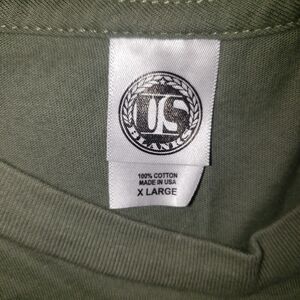 US
BLANKS
100% COTTON
MADE IN USA
X LARGE